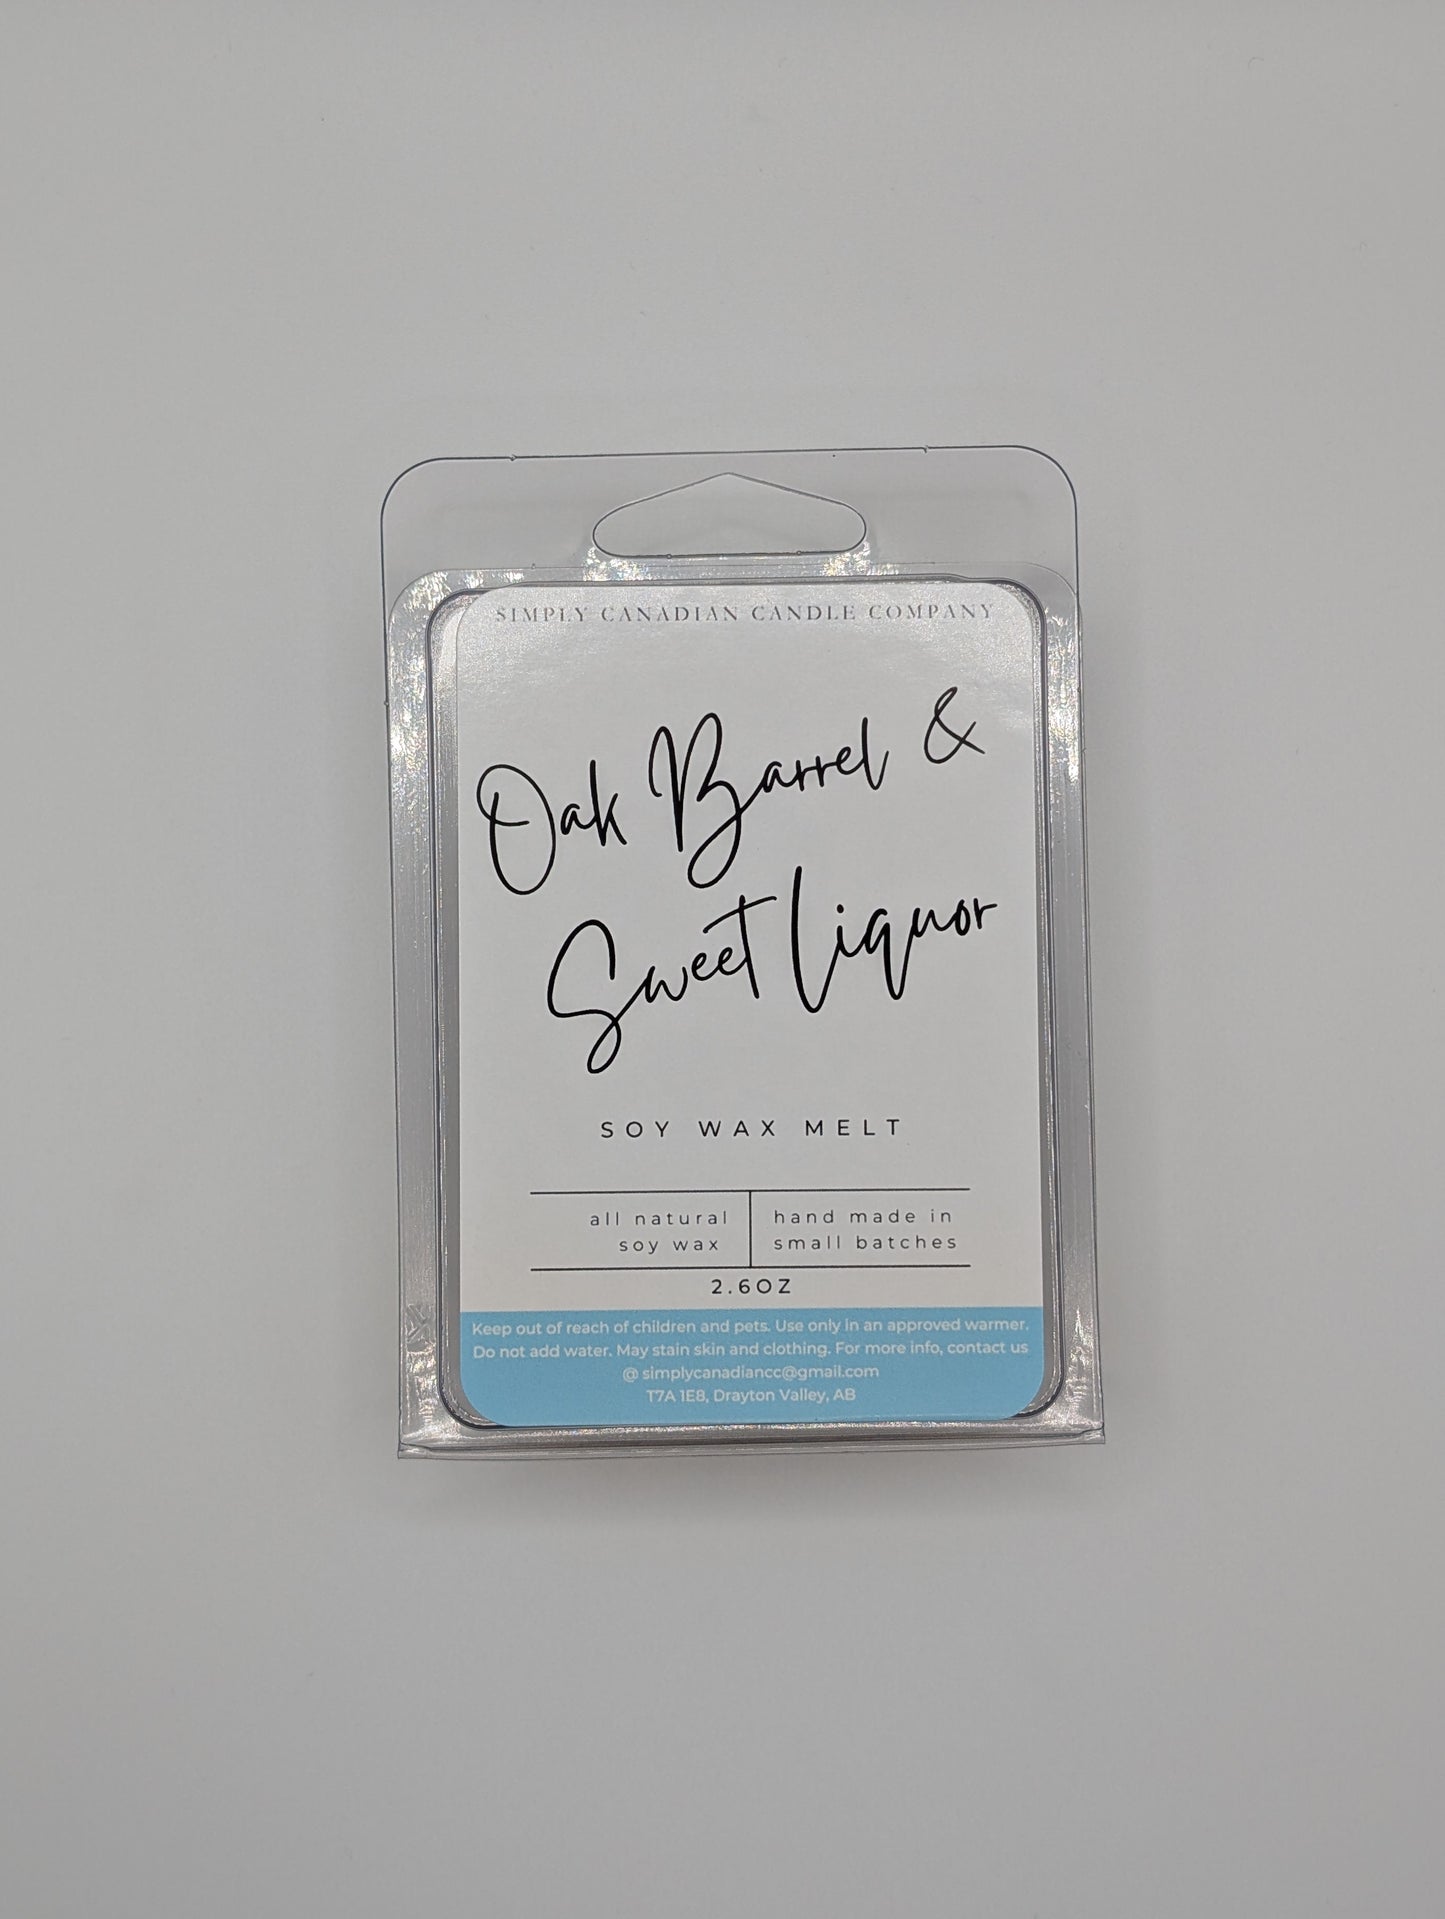 SIMPLY CANADIAN CANDLE COMPANY
Oak Barrel &
Sweet Liquor
SOY WAX MELT
all natural
soy wax
hand made in
small batches
2.6OZ
Keep out of reach of children and pets. Use only in an approved warmer.
Do not add water. May stain skin and clothing. For more info, contact us
@ simplycanadiancc@gmail.com
T7A 1E8, Drayton Valley, AB